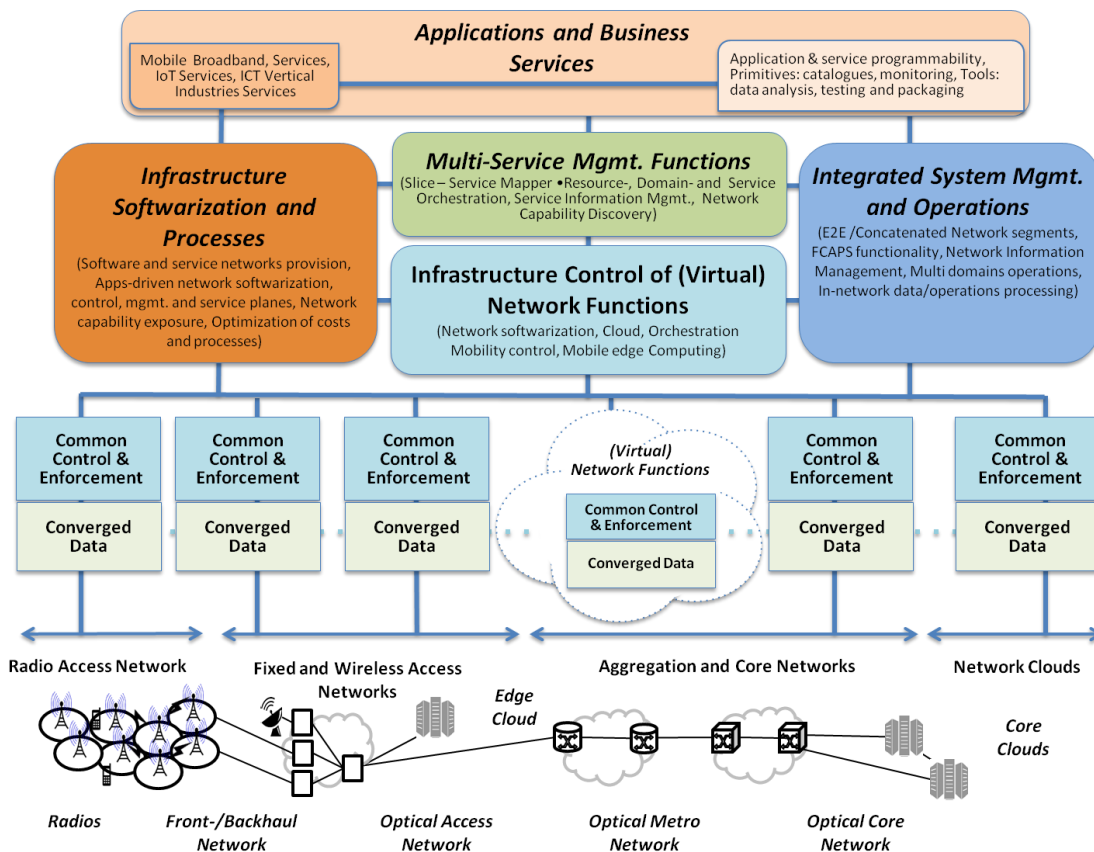 Applications and Business
Services
Mobile Broadband, Services,
IoT Services, ICT Vertical
Industries Services
Application & service programmability,
Primitives: catalogues, monitoring, Tools:
data analysis, testing and packaging
Infrastructure
Softwarization and
Processes
(Software and service networks provision,
Apps-driven network softwarization,
control, mgmt. and service planes, Network
capability exposure, Optimization of costs
and processes)
Multi-Service Mgmt. Functions
(Slice – Service Mapper •Resource-, Domain- and Service
Orchestration, Service Information Mgmt., Network
Capability Discovery)
Infrastructure Control of (Virtual)
Network Functions
(Network softwarization, Cloud, Orchestration
Mobility control, Mobile edge Computing)
Integrated System Mgmt.
and Operations
(E2E /Concatenated Network segments,
FCAPS functionality, Network Information
Management, Multi domains operations,
In-network data/operations processing)
Common
Control &
Enforcement
Converged
Data
Common
Control &
Enforcement
Converged
Data
Common
Control &
Enforcement
Converged
Data
(Virtual)
Network Functions
Common Control
& Enforcement
Converged Data
Common
Control &
Enforcement
Converged
Data
Common
Control &
Enforcement
Converged
Data
Radio Access Network
Fixed and Wireless Access
Networks
Aggregation and Core Networks
Network Clouds
Edge
Cloud
Core
Clouds
Radios
Front-/Backhaul
Network
Optical Access
Network
Optical Metro
Network
Optical Core
Network